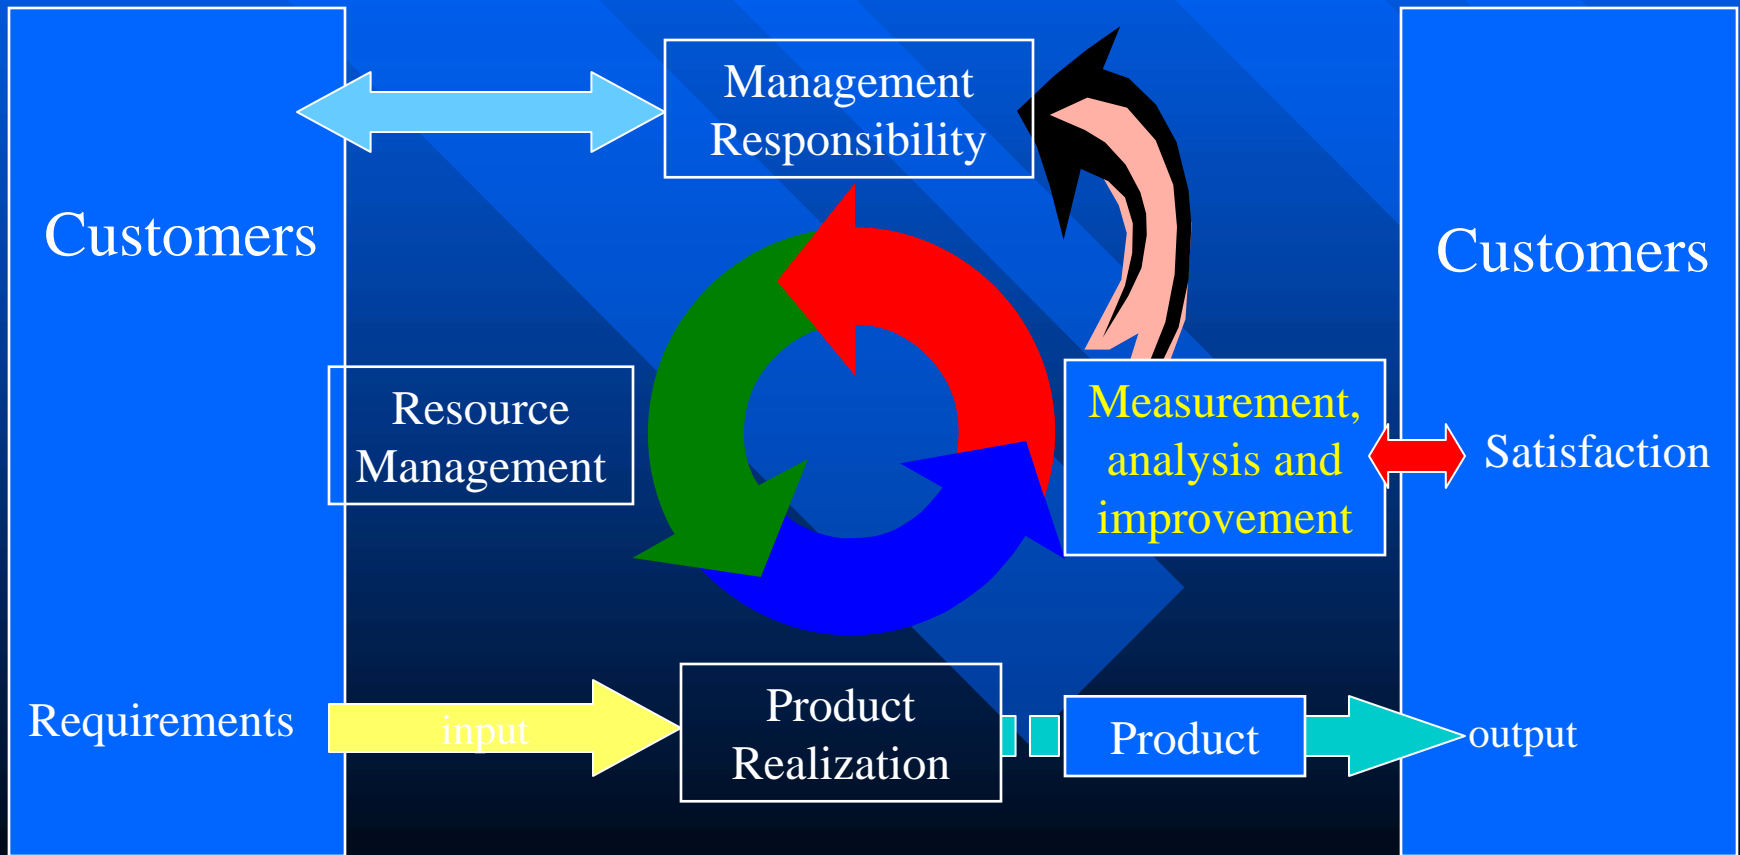 Management
Responsibility
Customers
Customers
Resource
Management
Measurement,
analysis and
improvement
Satisfaction
Requirements
input
Product
Realization
Product
output